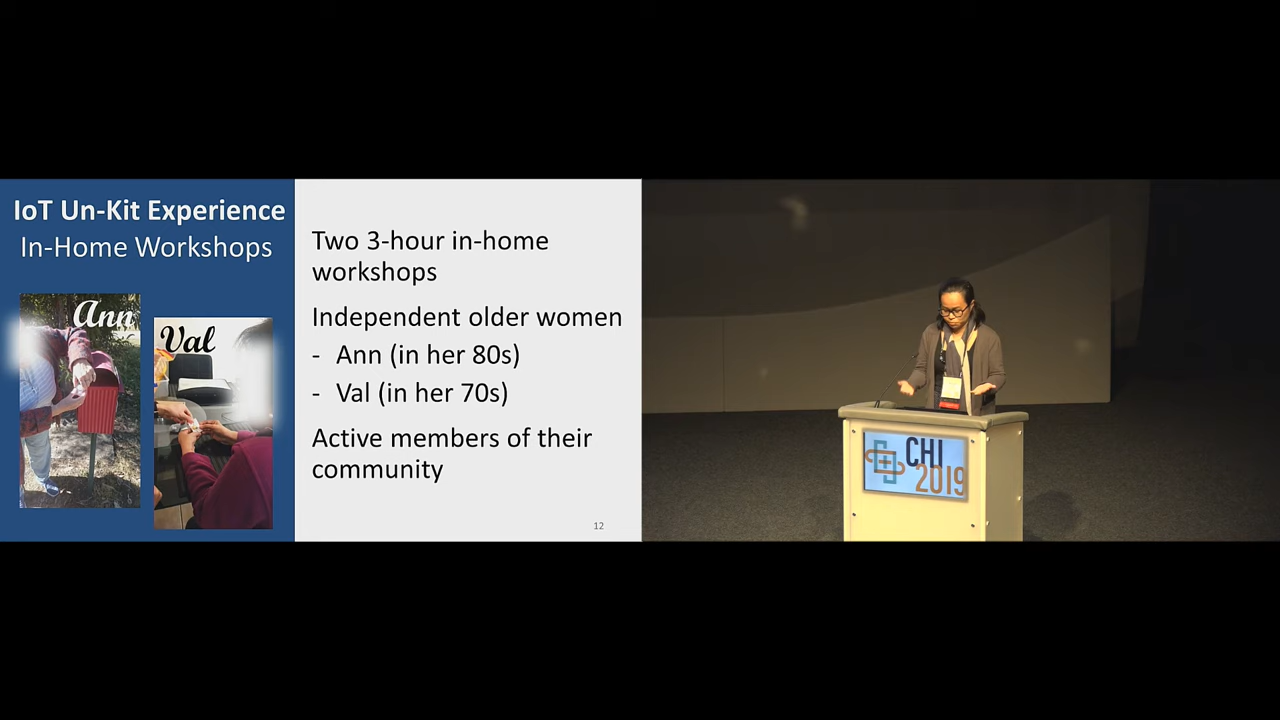 IoT Un-Kit Experience
In-Home Workshops
Ann
Val
Two 3-hour in-home
workshops
Independent older women
- Ann (in her 80s)
- Val (in her 70s)
Active members of their
community
12
CHI
2019